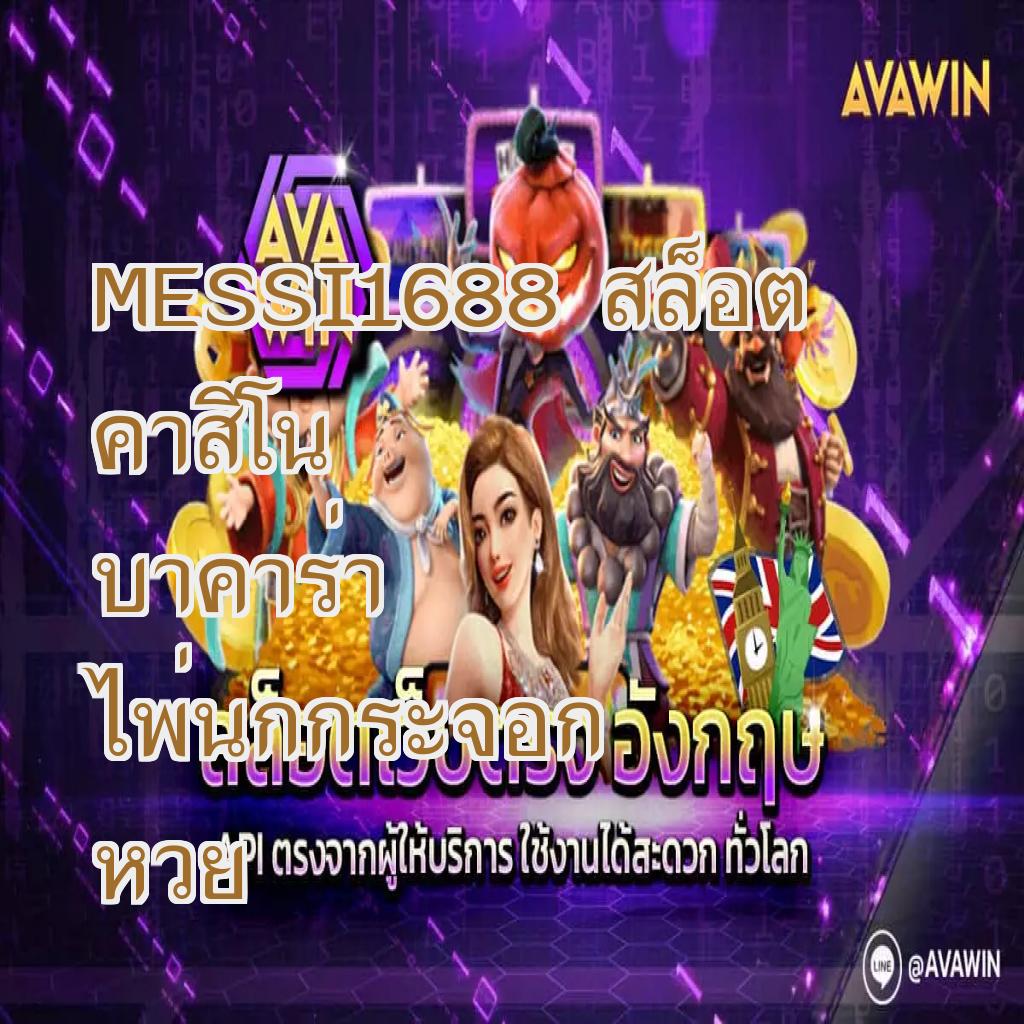 AVAWIN
AVA
WIN
MESSI1688 สล็อต
คาสิโน
บาคาร่า
ไพ่นกกระจอก
อังกฤษ
หวย
API ตรงจากผู้ให้บริการ ใช้งานได้สะดวก ทั่วโลก
LINE
@AVAWIN